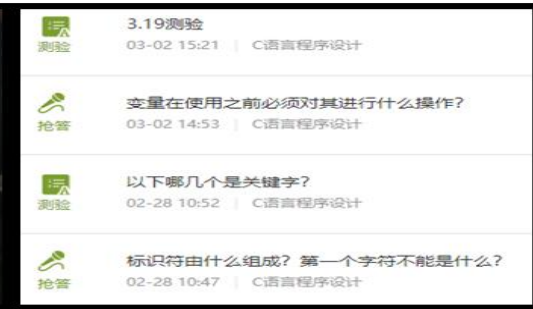 3.19测验
测验
03-02 15:21 | C语言程序设计
变量在使用之前必须对其进行什么操作？
抢答
03-02 14:53 | C语言程序设计
以下哪几个是关键字？
测验
02-28 10:52 | C语言程序设计
标识符由什么组成？第一个字符不能是什么？
抢答
02-28 10:47 | C语言程序设计